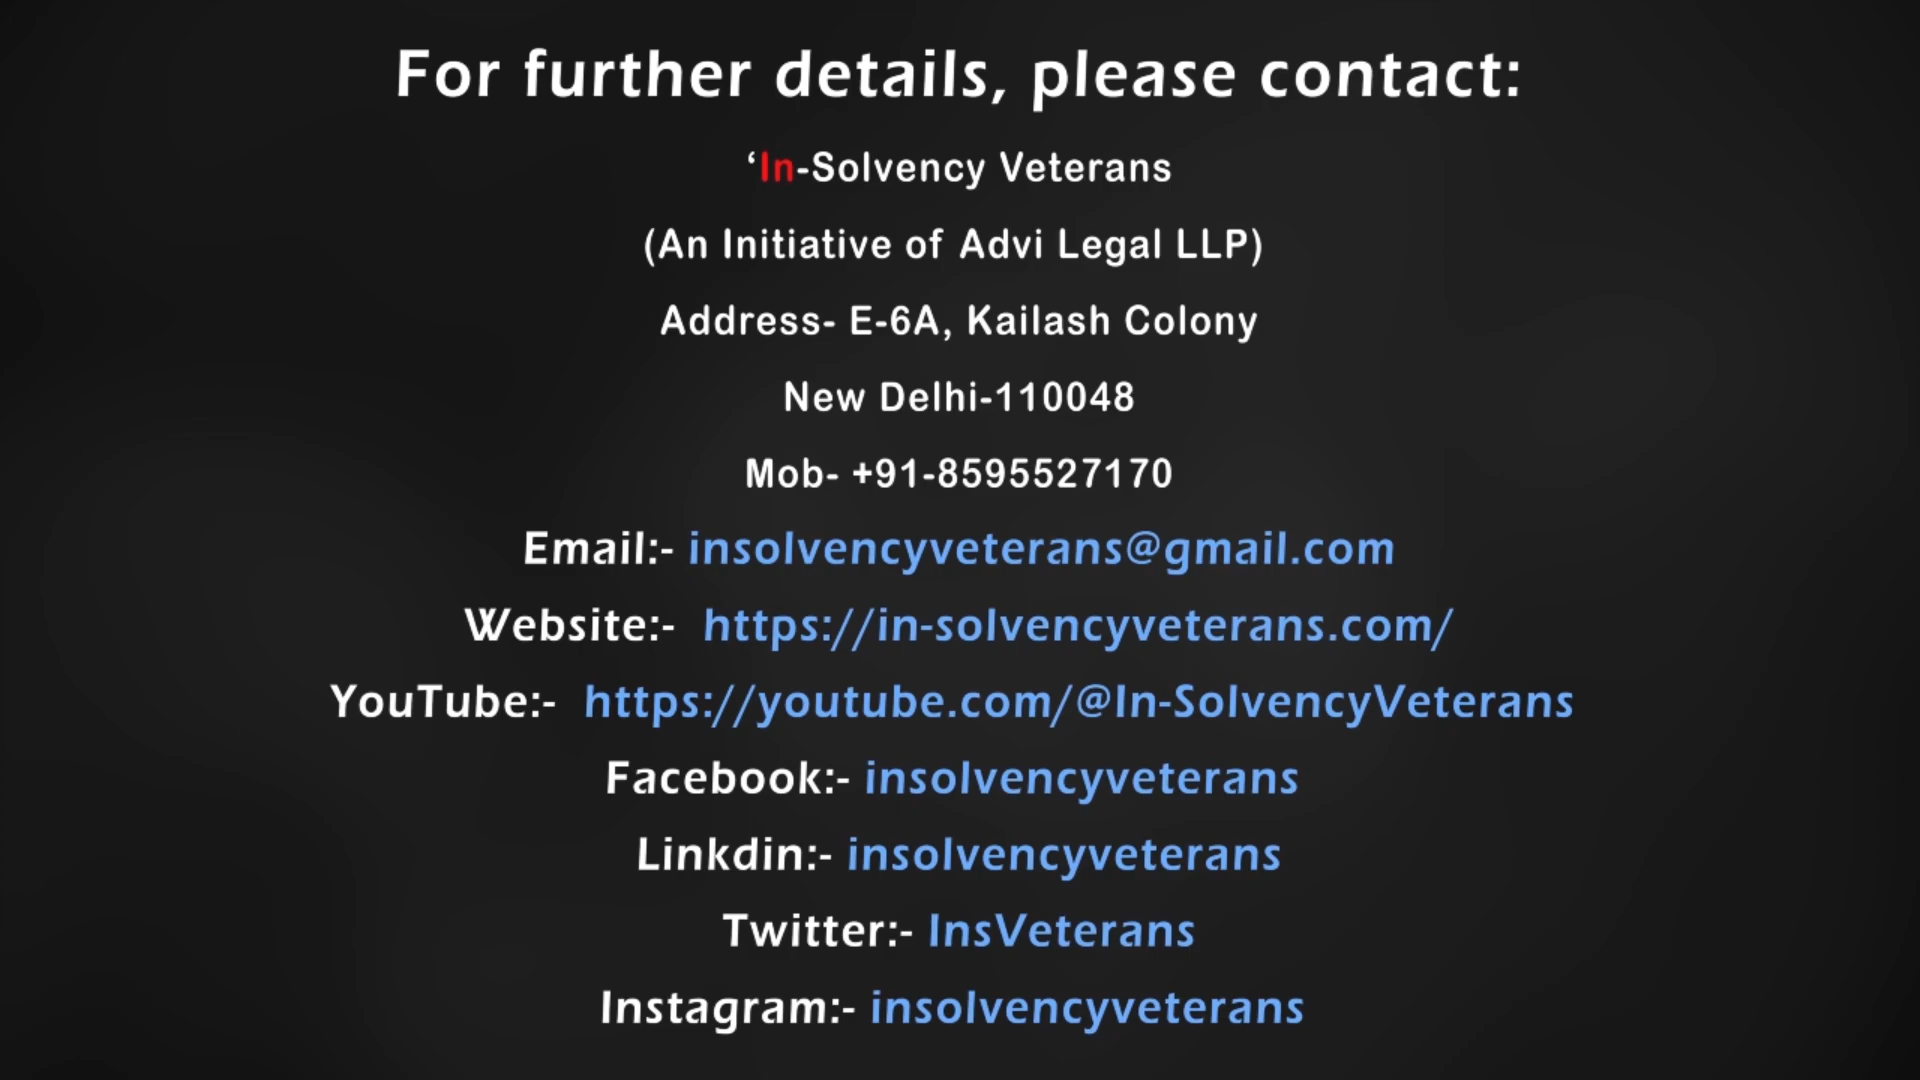 For further details, please contact:
‘In-Solvency Veterans
(An Initiative of Advi Legal LLP)
Address- E-6A, Kailash Colony
New Delhi-110048
Mob- +91-8595527170
Email:- insolvencyveterans@gmail.com
Website:- https://in-solvencyveterans.com/
YouTube:- https://youtube.com/@In-SolvencyVeterans
Facebook:- insolvencyveterans
Linkdin:- insolvencyveterans
Twitter:- InsVeterans
Instagram:- insolvencyveterans